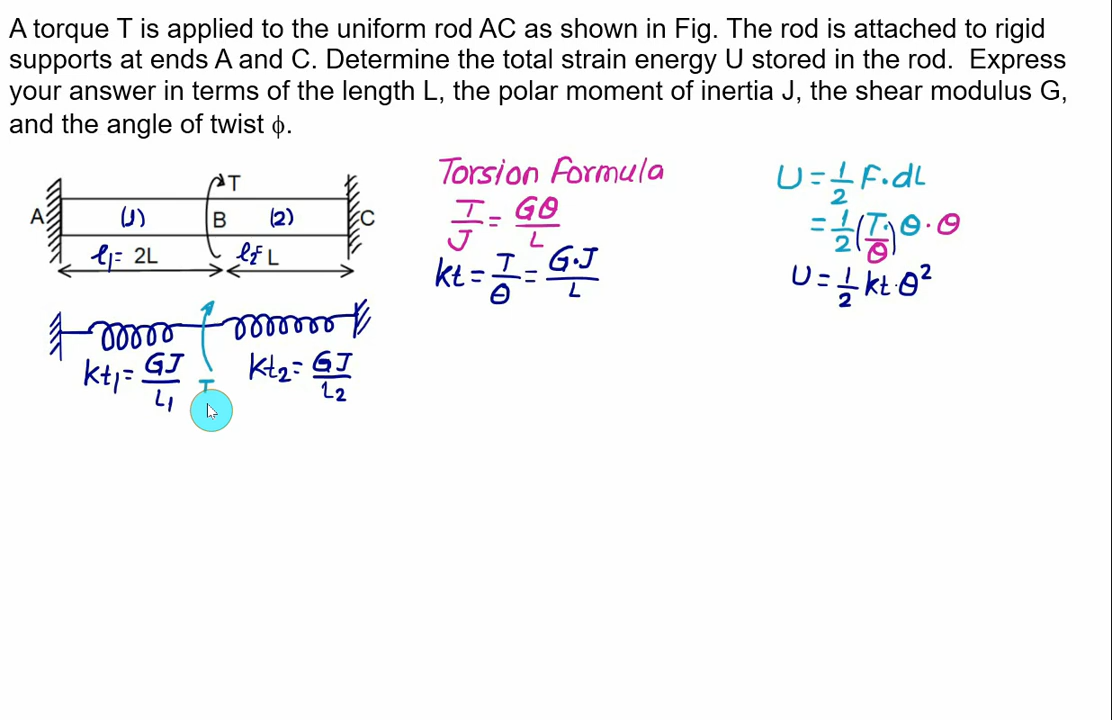 A torque T is applied to the uniform rod AC as shown in Fig. The rod is attached to rigid
supports at ends A and C. Determine the total strain energy U stored in the rod. Express
your answer in terms of the length L, the polar moment of inertia J, the shear modulus G,
and the angle of twist ϕ.
T
A (1) B (2) C
l₁= 2L l₂= L
kt₁= GJ/L₁ T kt₂= GJ/L₂
Torsion Formula
T/J = Gθ/L
kt = T/θ = G·J/L
U = 1/2 F·dL
= 1/2 (T/θ) θ·θ
U = 1/2 kt·θ²